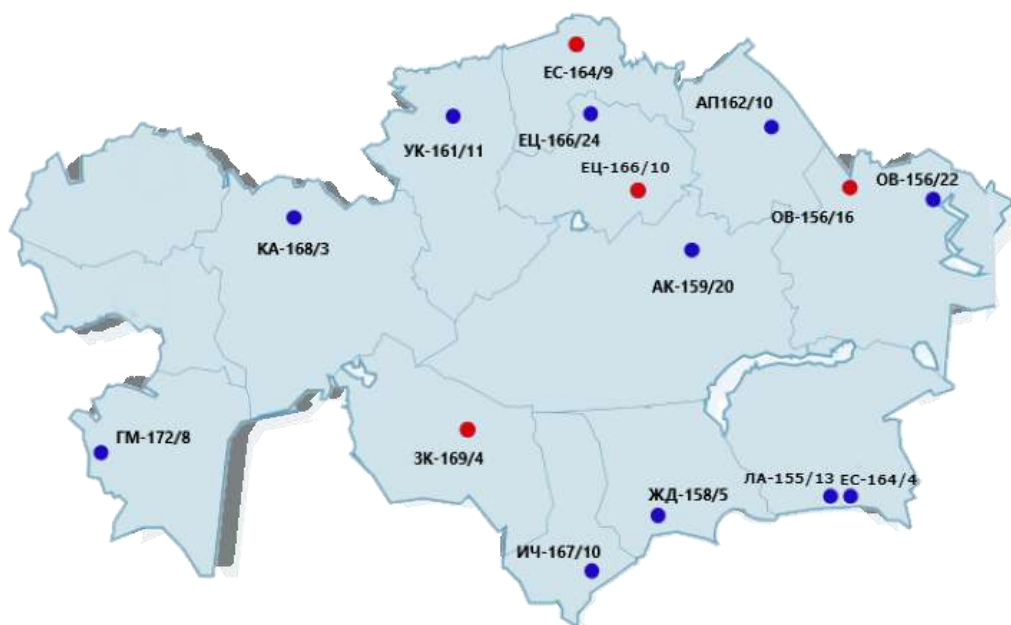 ЕС-164/9
АП162/10
ЕЦ-166/24
УК-161/11
ЕЦ-166/10
ОВ-156/22
ОВ-156/16
КА-168/3
АК-159/20
ГМ-172/8
ЗК-169/4
ЛА-155/13
ЕС-164/4
ЖД-158/5
ИЧ-167/10